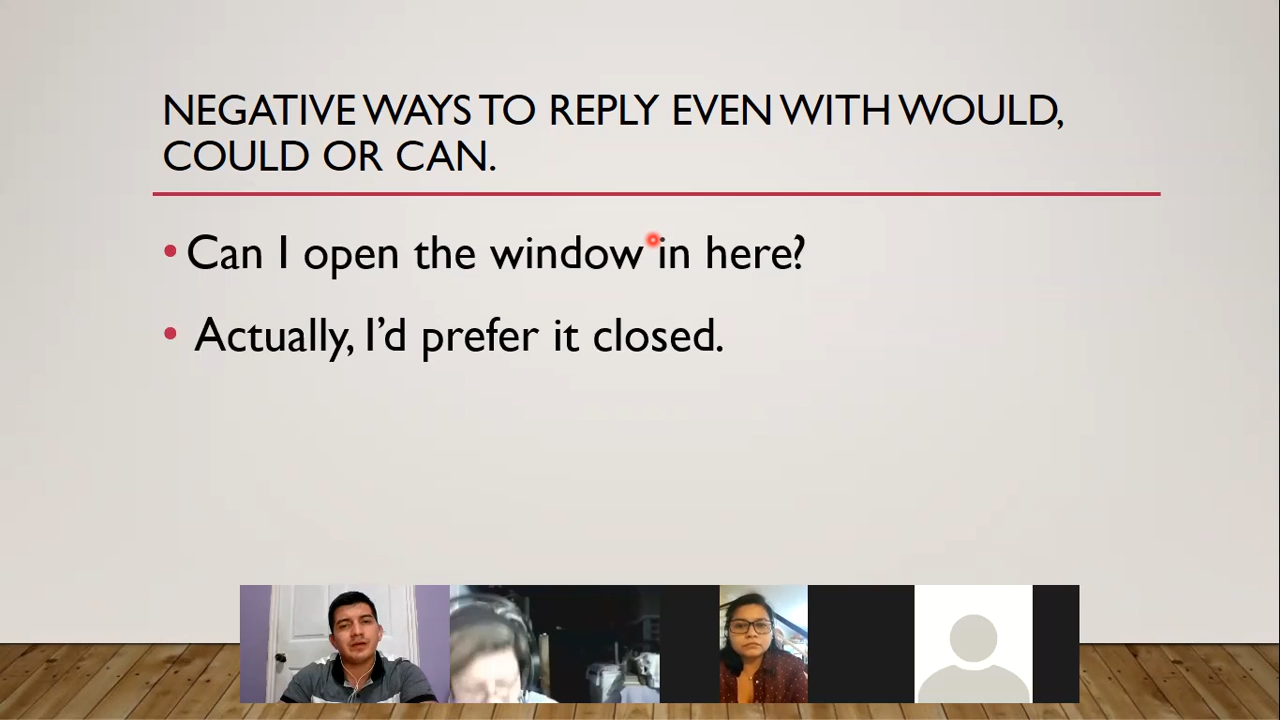 NEGATIVE WAYS TO REPLY EVEN WITH WOULD,
COULD OR CAN.
• Can I open the window in here?
• Actually, I’d prefer it closed.